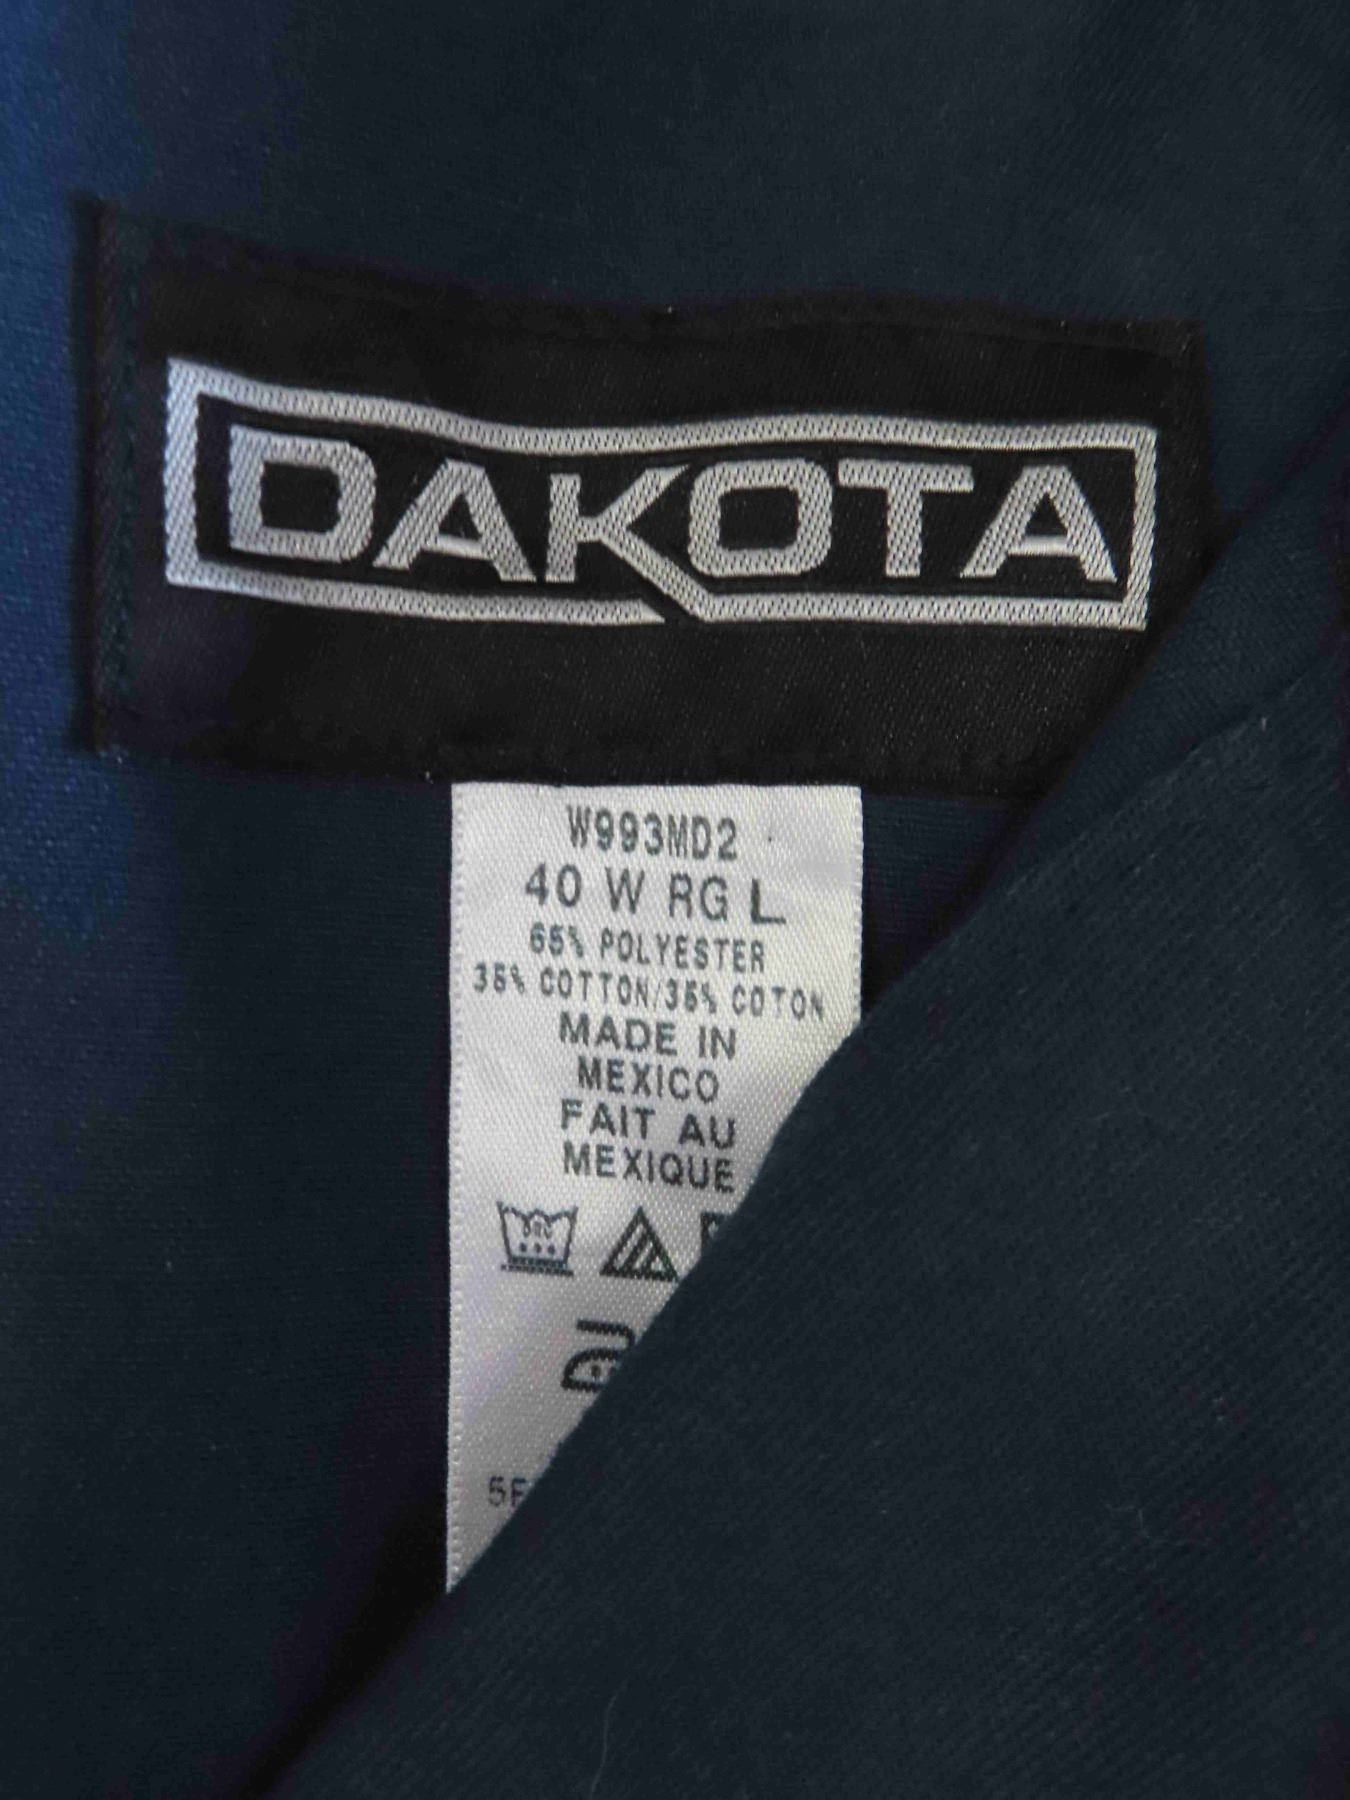 DAKOTA
W993MD2
40 W RG L
65% POLYESTER
35% COTTON/35% COTON
MADE IN
MEXICO
FAIT AU
MEXIQUE